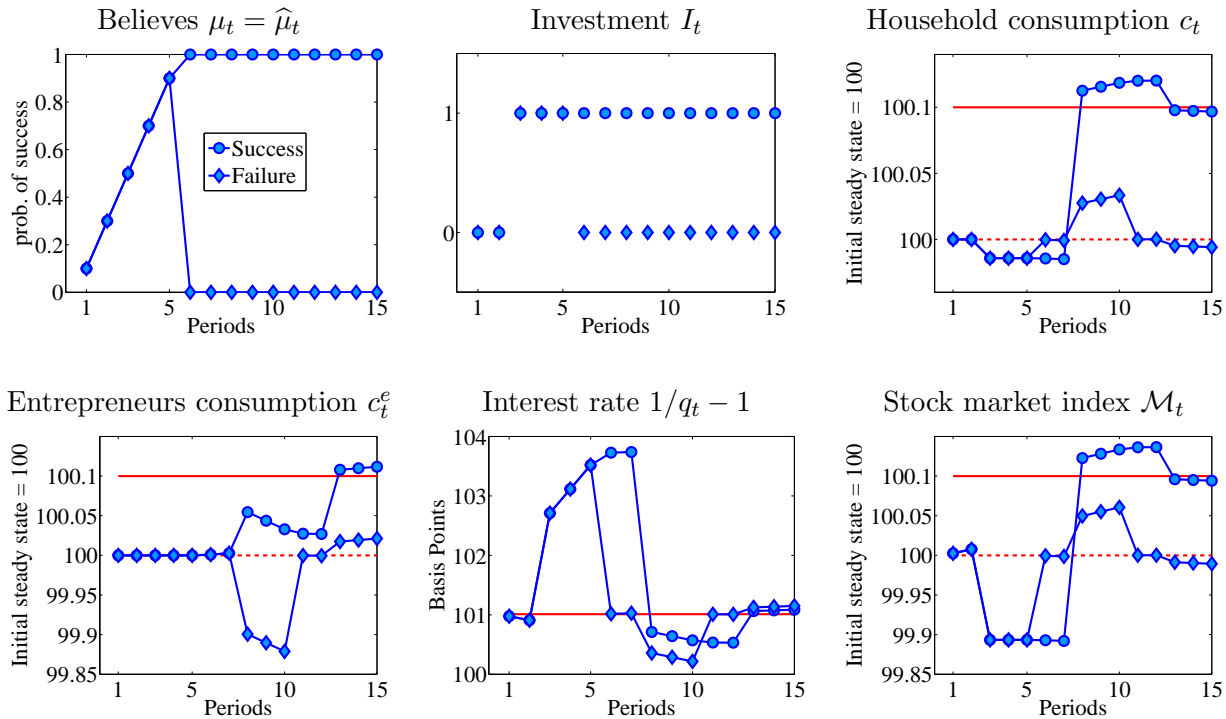 Believes μ_t = μ̂_t
Investment I_t
Household consumption c_t
prob. of success
1
0.8
0.6
0.4
0.2
0
Success
Failure
1
5
10
15
Periods
1
0
1
5
10
15
Periods
Initial steady state = 100
100.1
100.05
100
1
5
10
15
Periods
Entrepreneurs consumption c_t^e
Interest rate 1/q_t − 1
Stock market index ℳ_t
Initial steady state = 100
100.1
100.05
100
99.95
99.9
99.85
1
5
10
15
Periods
Basis Points
104
103
102
101
100
1
5
10
15
Periods
Initial steady state = 100
100.1
100.05
100
99.95
99.9
99.85
1
5
10
15
Periods